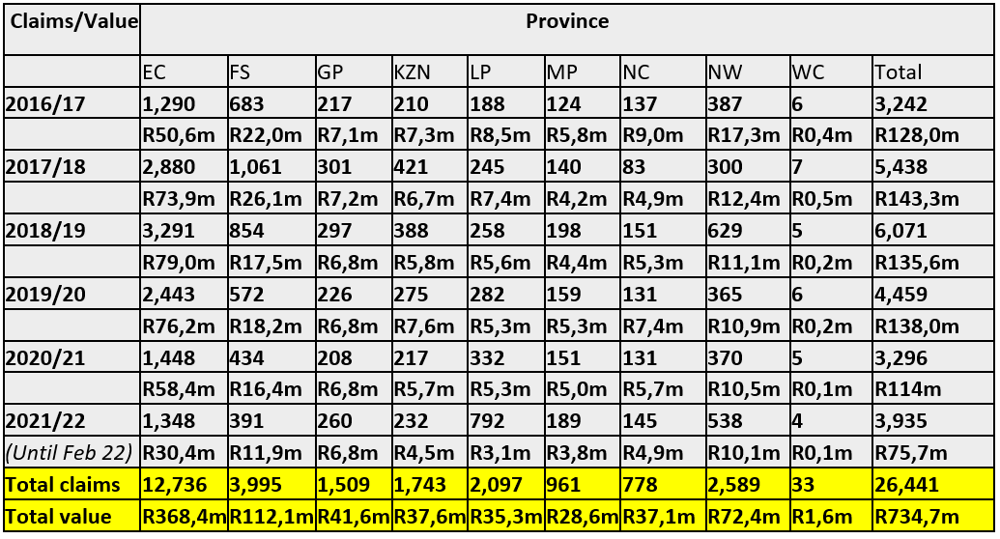 Claims/Value Province
EC FS GP KZN LP MP NC NW WC Total
2016/17 1,290 683 217 210 188 124 137 387 6 3,242
R50,6m R22,0m R7,1m R7,3m R8,5m R5,8m R9,0m R17,3m R0,4m R128,0m
2017/18 2,880 1,061 301 421 245 140 83 300 7 5,438
R73,9m R26,1m R7,2m R6,7m R7,4m R4,2m R4,9m R12,4m R0,5m R143,3m
2018/19 3,291 854 297 388 258 198 151 629 5 6,071
R79,0m R17,5m R6,8m R5,8m R5,6m R4,4m R5,3m R11,1m R0,2m R135,6m
2019/20 2,443 572 226 275 282 159 131 365 6 4,459
R76,2m R18,2m R6,8m R7,6m R5,3m R5,3m R7,4m R10,9m R0,2m R138,0m
2020/21 1,448 434 208 217 332 151 131 370 5 3,296
R58,4m R16,4m R6,8m R5,7m R5,3m R5,0m R5,7m R10,5m R0,1m R114m
2021/22 1,348 391 260 232 792 189 145 538 4 3,935
(Until Feb 22) R30,4m R11,9m R6,8m R4,5m R3,1m R3,8m R4,9m R10,1m R0,1m R75,7m
Total claims 12,736 3,995 1,509 1,743 2,097 961 778 2,589 33 26,441
Total value R368,4m R112,1m R41,6m R37,6m R35,3m R28,6m R37,1m R72,4m R1,6m R734,7m